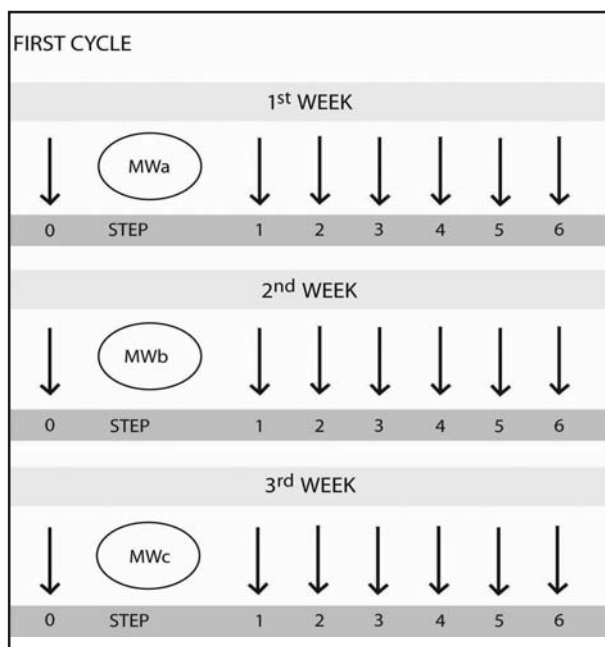 FIRST CYCLE
1st WEEK
MWa
0 STEP 1 2 3 4 5 6
2nd WEEK
MWb
0 STEP 1 2 3 4 5 6
3rd WEEK
MWc
0 STEP 1 2 3 4 5 6